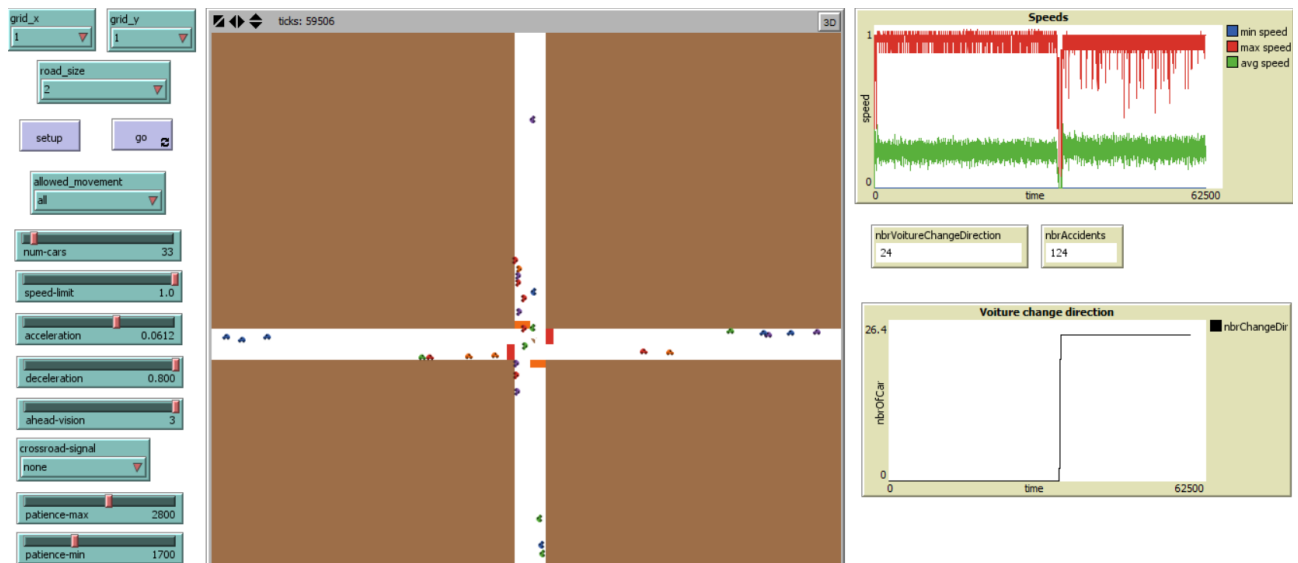 grid_x
1
grid_y
1
road_size
2
setup
go
allowed_movement
all
num-cars 33
speed-limit 1.0
acceleration 0.0612
deceleration 0.800
ahead-vision 3
crossroad-signal
none
patience-max 2800
patience-min 1700
ticks: 59506
3D
Speeds
1
speed
0
0
time
62500
min speed
max speed
avg speed
nbrVoitureChangeDirection
24
nbrAccidents
124
Voiture change direction
26.4
nbrOfCar
0
0
time
62500
nbrChangeDir